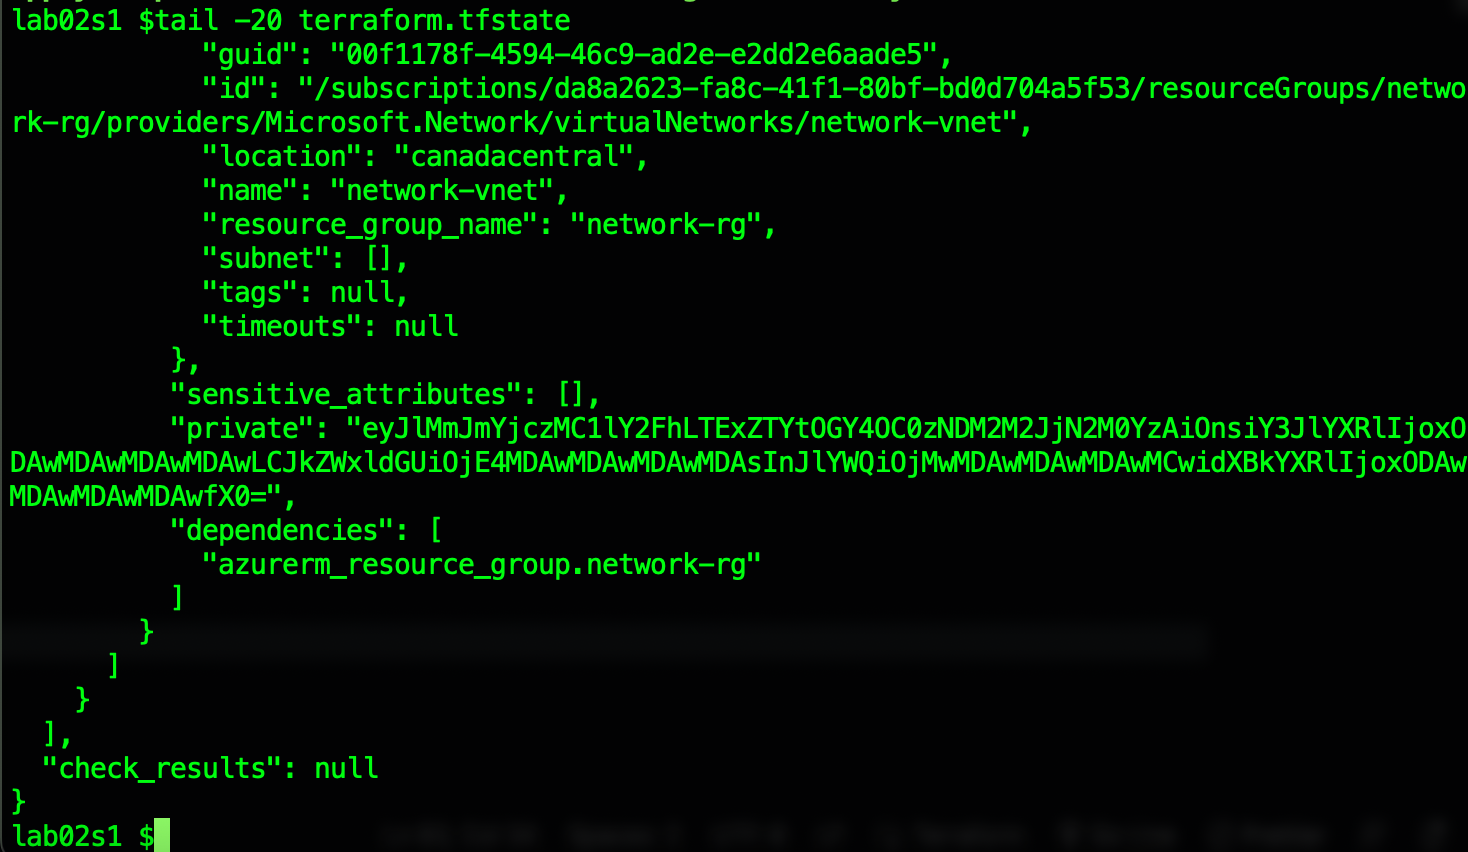 lab02s1 $tail -20 terraform.tfstate
            "guid": "00f1178f-4594-46c9-ad2e-e2dd2e6aade5",
            "id": "/subscriptions/da8a2623-fa8c-41f1-80bf-bd0d704a5f53/resourceGroups/netwo
rk-rg/providers/Microsoft.Network/virtualNetworks/network-vnet",
            "location": "canadacentral",
            "name": "network-vnet",
            "resource_group_name": "network-rg",
            "subnet": [],
            "tags": null,
            "timeouts": null
          },
          "sensitive_attributes": [],
          "private": "eyJlMmJmYjczMC1lY2FhLTExZTYtOGY4OC0zNDM2M2JjN2M0YzAiOnsiY3JlYXRlIjoxO
DAwMDAwMDAwMDAwLCJkZWxldGUiOjE4MDAwMDAwMDAwMDAsInJlYWQiOjMwMDAwMDAwMDAwMCwidXBkYXRlIjoxODAw
MDAwMDAwMDAwfX0=",
          "dependencies": [
            "azurerm_resource_group.network-rg"
          ]
        }
      ]
    }
  ],
  "check_results": null
}
lab02s1 $